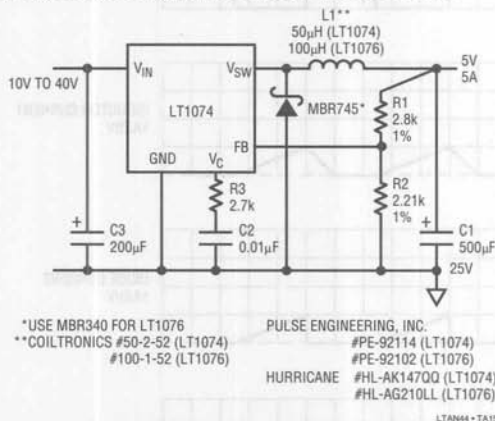 L1**
50µH (LT1074)
100µH (LT1076)
10V TO 40V
VIN
VSW
LT1074
GND
VC
FB
MBR745*
5V
5A
R1
2.8k
1%
R2
2.21k
1%
R3
2.7k
C2
0.01µF
+
C3
200µF
+
C1
500µF
25V
*USE MBR340 FOR LT1076
**COILTRONICS #50-2-52 (LT1074)
#100-1-52 (LT1076)
PULSE ENGINEERING, INC.
#PE-92114 (LT1074)
#PE-92102 (LT1076)
HURRICANE #HL-AK147QQ (LT1074)
#HL-AG210LL (LT1076)
LTAN44 • TA15